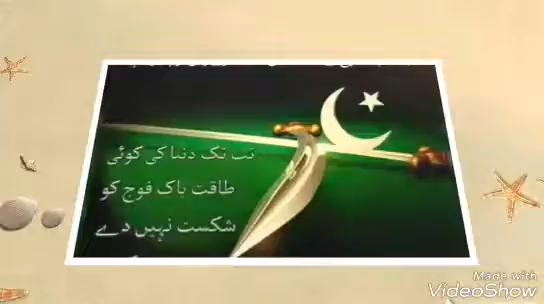 تب تک دنیا کی کوئی
طاقت پاک فوج کو
شکست نہیں دے
Made with
VideoShow